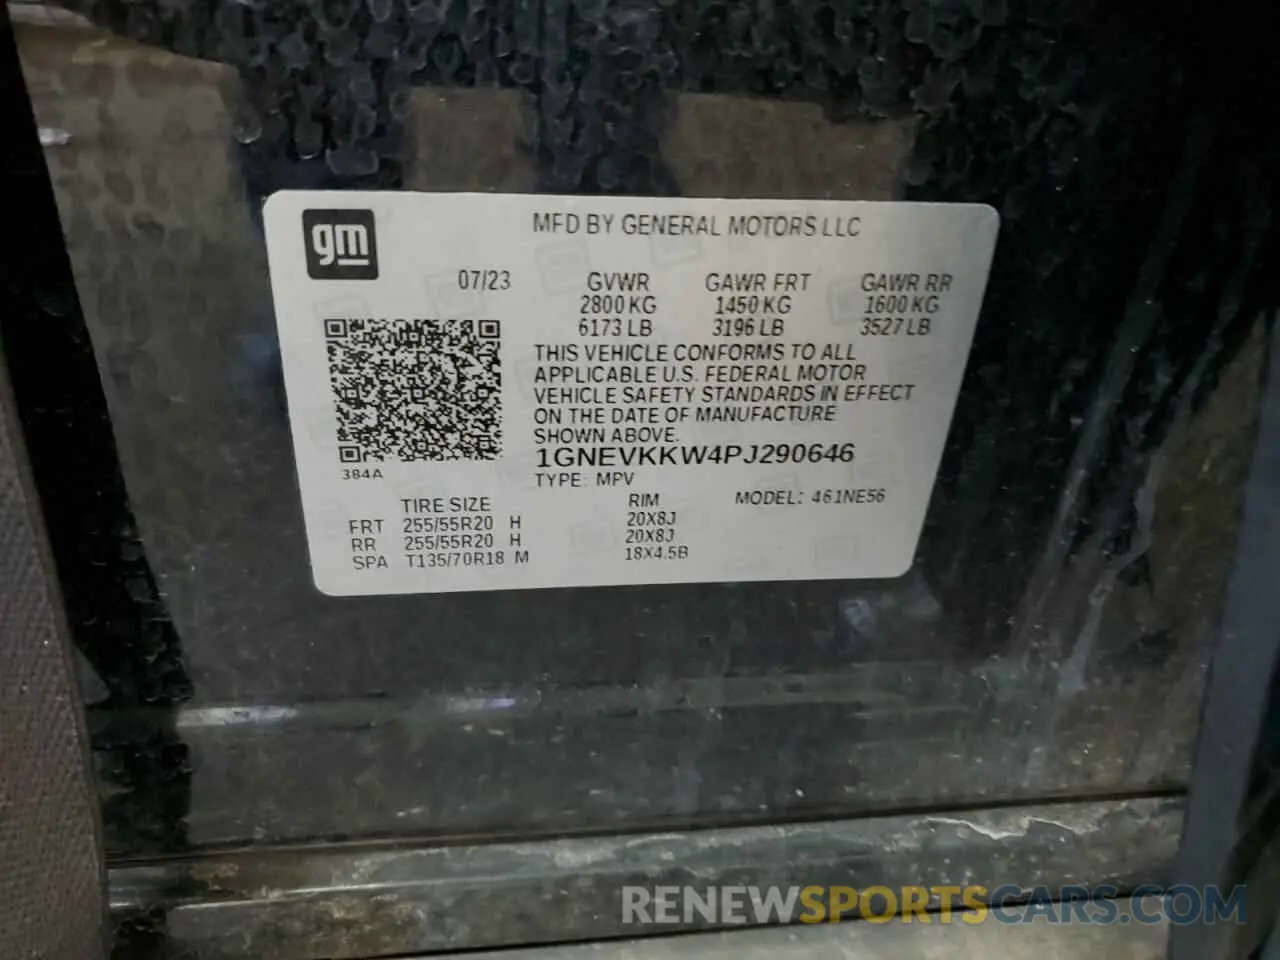 gm
MFD BY GENERAL MOTORS LLC
07/23 GVWR GAWR FRT GAWR RR
2800 KG 1450 KG 1600 KG
6173 LB 3196 LB 3527 LB
THIS VEHICLE CONFORMS TO ALL
APPLICABLE U.S. FEDERAL MOTOR
VEHICLE SAFETY STANDARDS IN EFFECT
ON THE DATE OF MANUFACTURE
SHOWN ABOVE.
1GNEVKKW4PJ290646
384A
TYPE: MPV
TIRE SIZE RIM MODEL: 461NE56
FRT 255/55R20 H 20X8J
RR 255/55R20 H 20X8J
SPA T135/70R18 M 18X4.5B
RENEWSPORTSCARS.COM